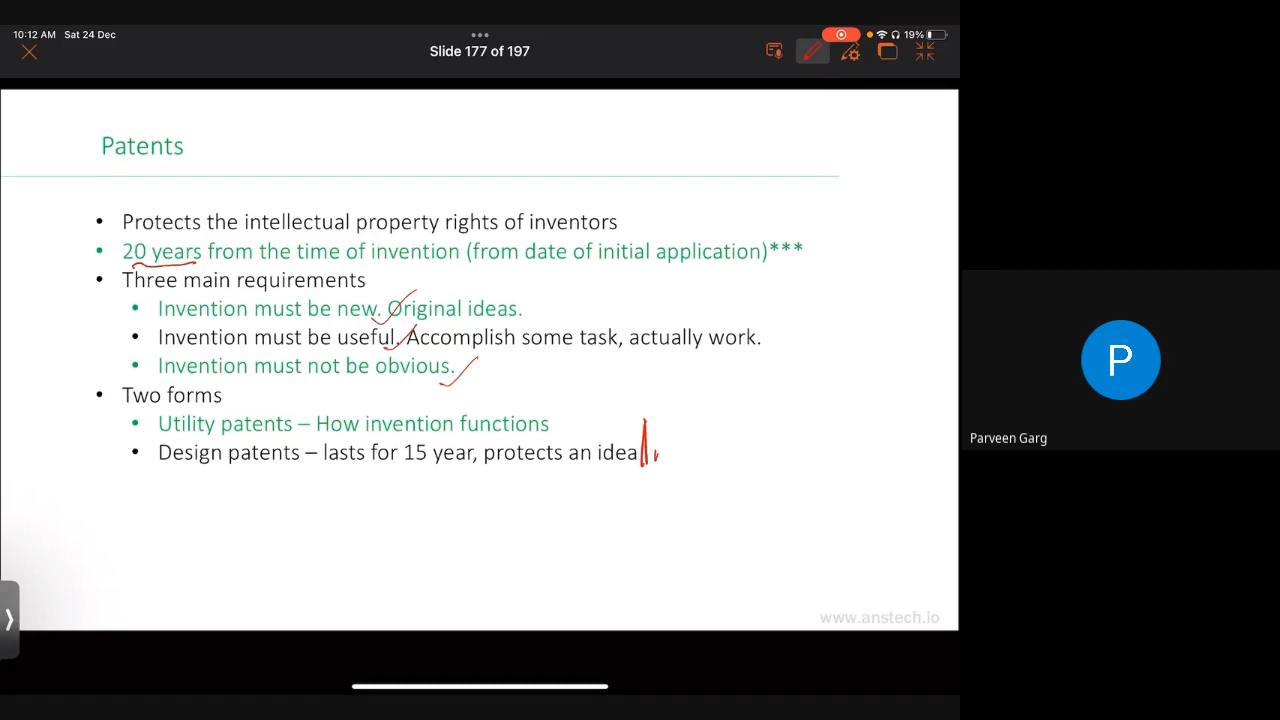 10:12 AM Sat 24 Dec
19%
Slide 177 of 197
Patents
• Protects the intellectual property rights of inventors
• 20 years from the time of invention (from date of initial application)***
• Three main requirements
• Invention must be new. Original ideas.
• Invention must be useful. Accomplish some task, actually work.
• Invention must not be obvious.
• Two forms
• Utility patents – How invention functions
• Design patents – lasts for 15 year, protects an idea
www.anstech.io
P
Parveen Garg